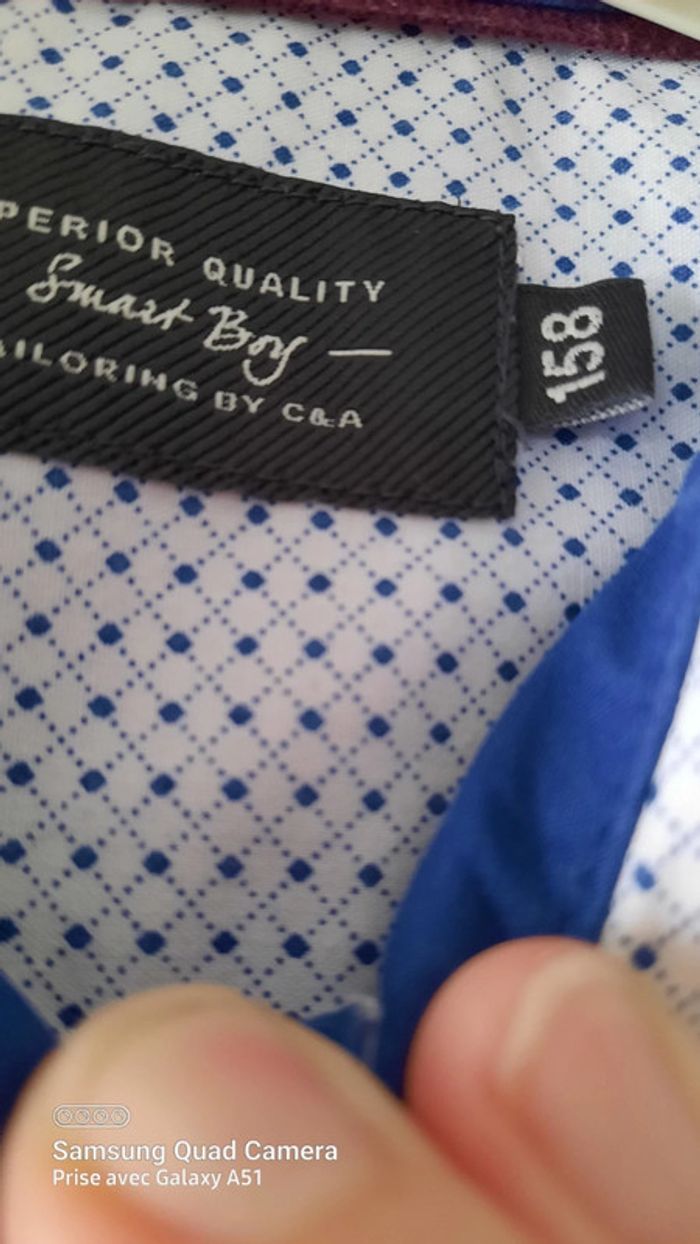 PERIOR QUALITY
Smart Boy —
AILORING BY C&A
158
Samsung Quad Camera
Prise avec Galaxy A51